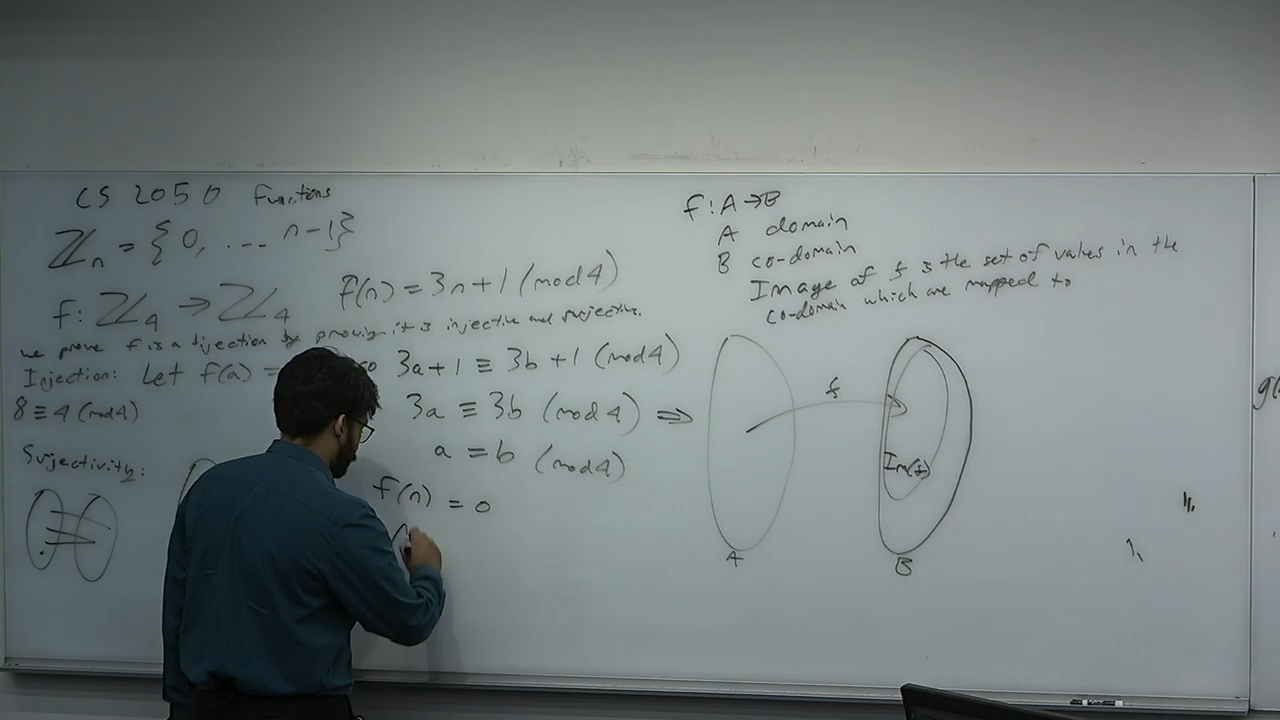 CS 2050 Functions
ℤn = {0, ... n-1}
f: ℤ4 → ℤ4 f(n) = 3n+1 (mod 4)
we prove f is a bijection by proving it is injective and surjective.
Injection: Let f(a) = so 3a+1 ≡ 3b+1 (mod 4)
8 ≡ 4 (mod 4) 3a ≡ 3b (mod 4) ⇒
a = b (mod 4)
Surjectivity:
f(n) = 0
f: A → B
A domain
B co-domain
Image of f is the set of values in the
co-domain which are mapped to
f
Im(f)
A
B